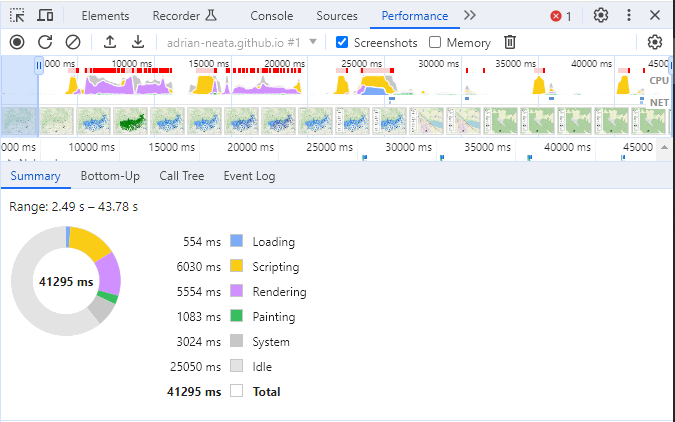 Elements Recorder Console Sources Performance 1
adrian-neata.github.io #1 Screenshots Memory
000 ms 10000 ms 15000 ms 20000 ms 25000 ms 30000 ms 35000 ms 40000 ms 4500
CPU
NET
000 ms 10000 ms 15000 ms 20000 ms 25000 ms 30000 ms 35000 ms 40000 ms 45000
Summary Bottom-Up Call Tree Event Log
Range: 2.49 s – 43.78 s
41295 ms
554 ms Loading
6030 ms Scripting
5554 ms Rendering
1083 ms Painting
3024 ms System
25050 ms Idle
41295 ms Total